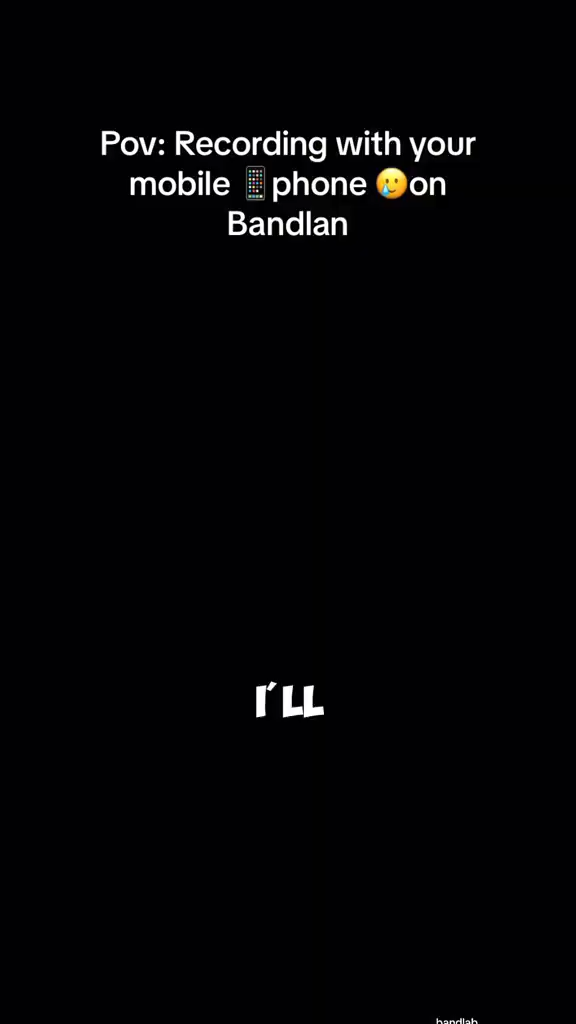 Pov: Recording with your
mobile 📱phone 🥲on
Bandlan
I'LL
bandlab